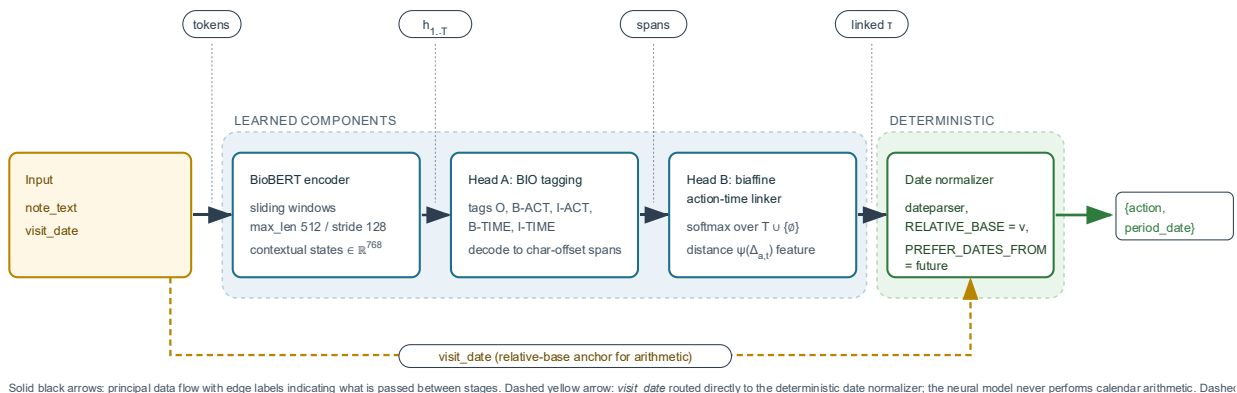 tokens
h1..T
spans
linked τ
LEARNED COMPONENTS
DETERMINISTIC
Input
note_text
visit_date
BioBERT encoder
sliding windows
max_len 512 / stride 128
contextual states ∈ ℝ768
Head A: BIO tagging
tags O, B-ACT, I-ACT,
B-TIME, I-TIME
decode to char-offset spans
Head B: biaffine
action-time linker
softmax over T ∪ {∅}
distance ψ(Δa,t) feature
Date normalizer
dateparser,
RELATIVE_BASE = v,
PREFER_DATES_FROM
= future
{action,
period_date}
visit_date (relative-base anchor for arithmetic)
Solid black arrows: principal data flow with edge labels indicating what is passed between stages. Dashed yellow arrow: visit_date routed directly to the deterministic date normalizer; the neural model never performs calendar arithmetic. Dashed